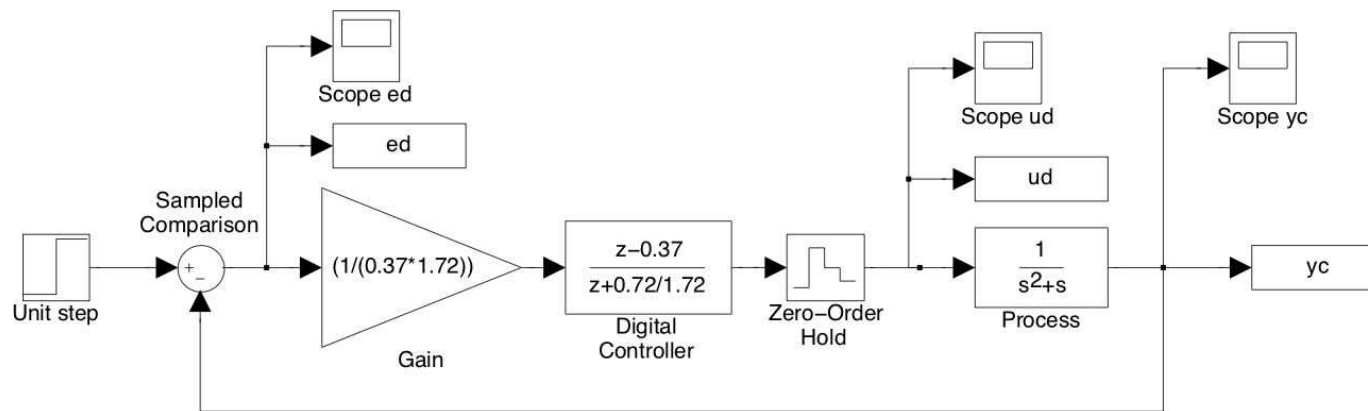 Scope ed
ed
Sampled
Comparison
+
−
Unit step
(1/(0.37*1.72))
Gain
z−0.37
z+0.72/1.72
Digital
Controller
Zero−Order
Hold
Scope ud
ud
1
s²+s
Process
Scope yc
yc